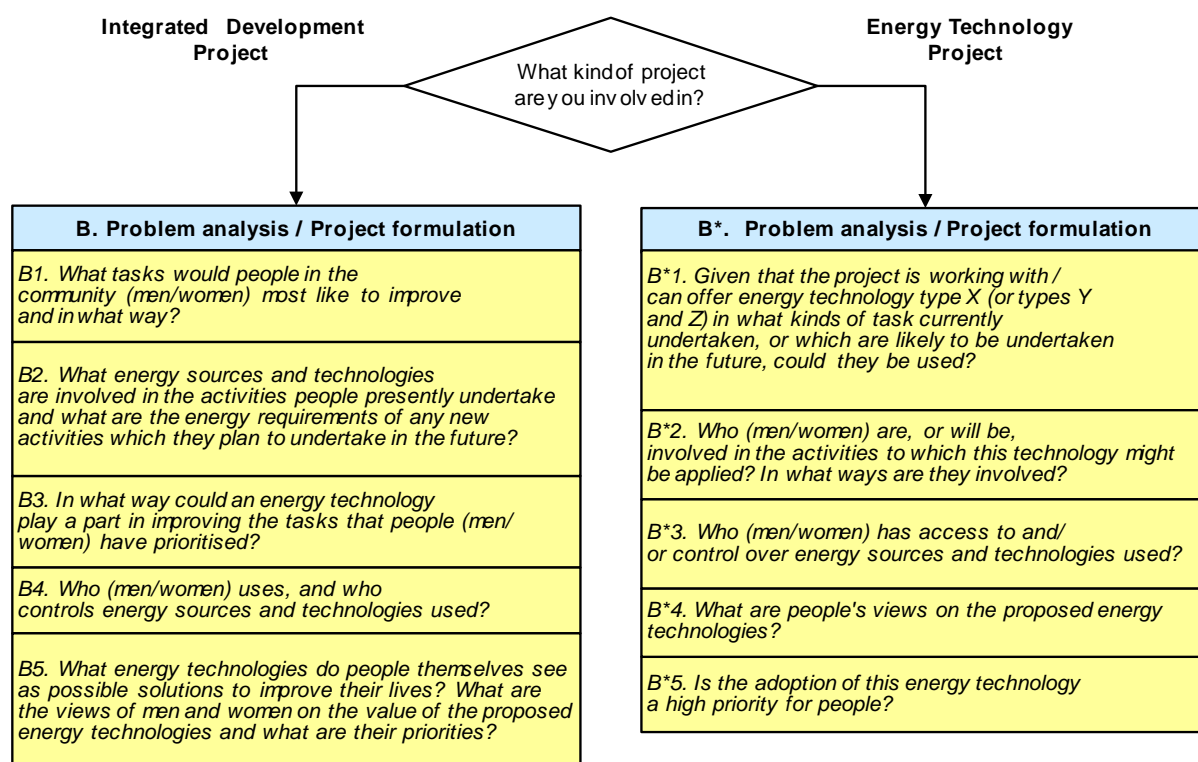 Integrated Development
Project
Energy Technology
Project
What kind of project
are you involved in?
B. Problem analysis / Project formulation
B1. What tasks would people in the
community (men/women) most like to improve
and in what way?
B2. What energy sources and technologies
are involved in the activities people presently undertake
and what are the energy requirements of any new
activities which they plan to undertake in the future?
B3. In what way could an energy technology
play a part in improving the tasks that people (men/
women) have prioritised?
B4. Who (men/women) uses, and who
controls energy sources and technologies used?
B5. What energy technologies do people themselves see
as possible solutions to improve their lives? What are
the views of men and women on the value of the proposed
energy technologies and what are their priorities?
B*. Problem analysis / Project formulation
B*1. Given that the project is working with /
can offer energy technology type X (or types Y
and Z) in what kinds of task currently
undertaken, or which are likely to be undertaken
in the future, could they be used?
B*2. Who (men/women) are, or will be,
involved in the activities to which this technology might
be applied? In what ways are they involved?
B*3. Who (men/women) has access to and/
or control over energy sources and technologies used?
B*4. What are people's views on the proposed energy
technologies?
B*5. Is the adoption of this energy technology
a high priority for people?